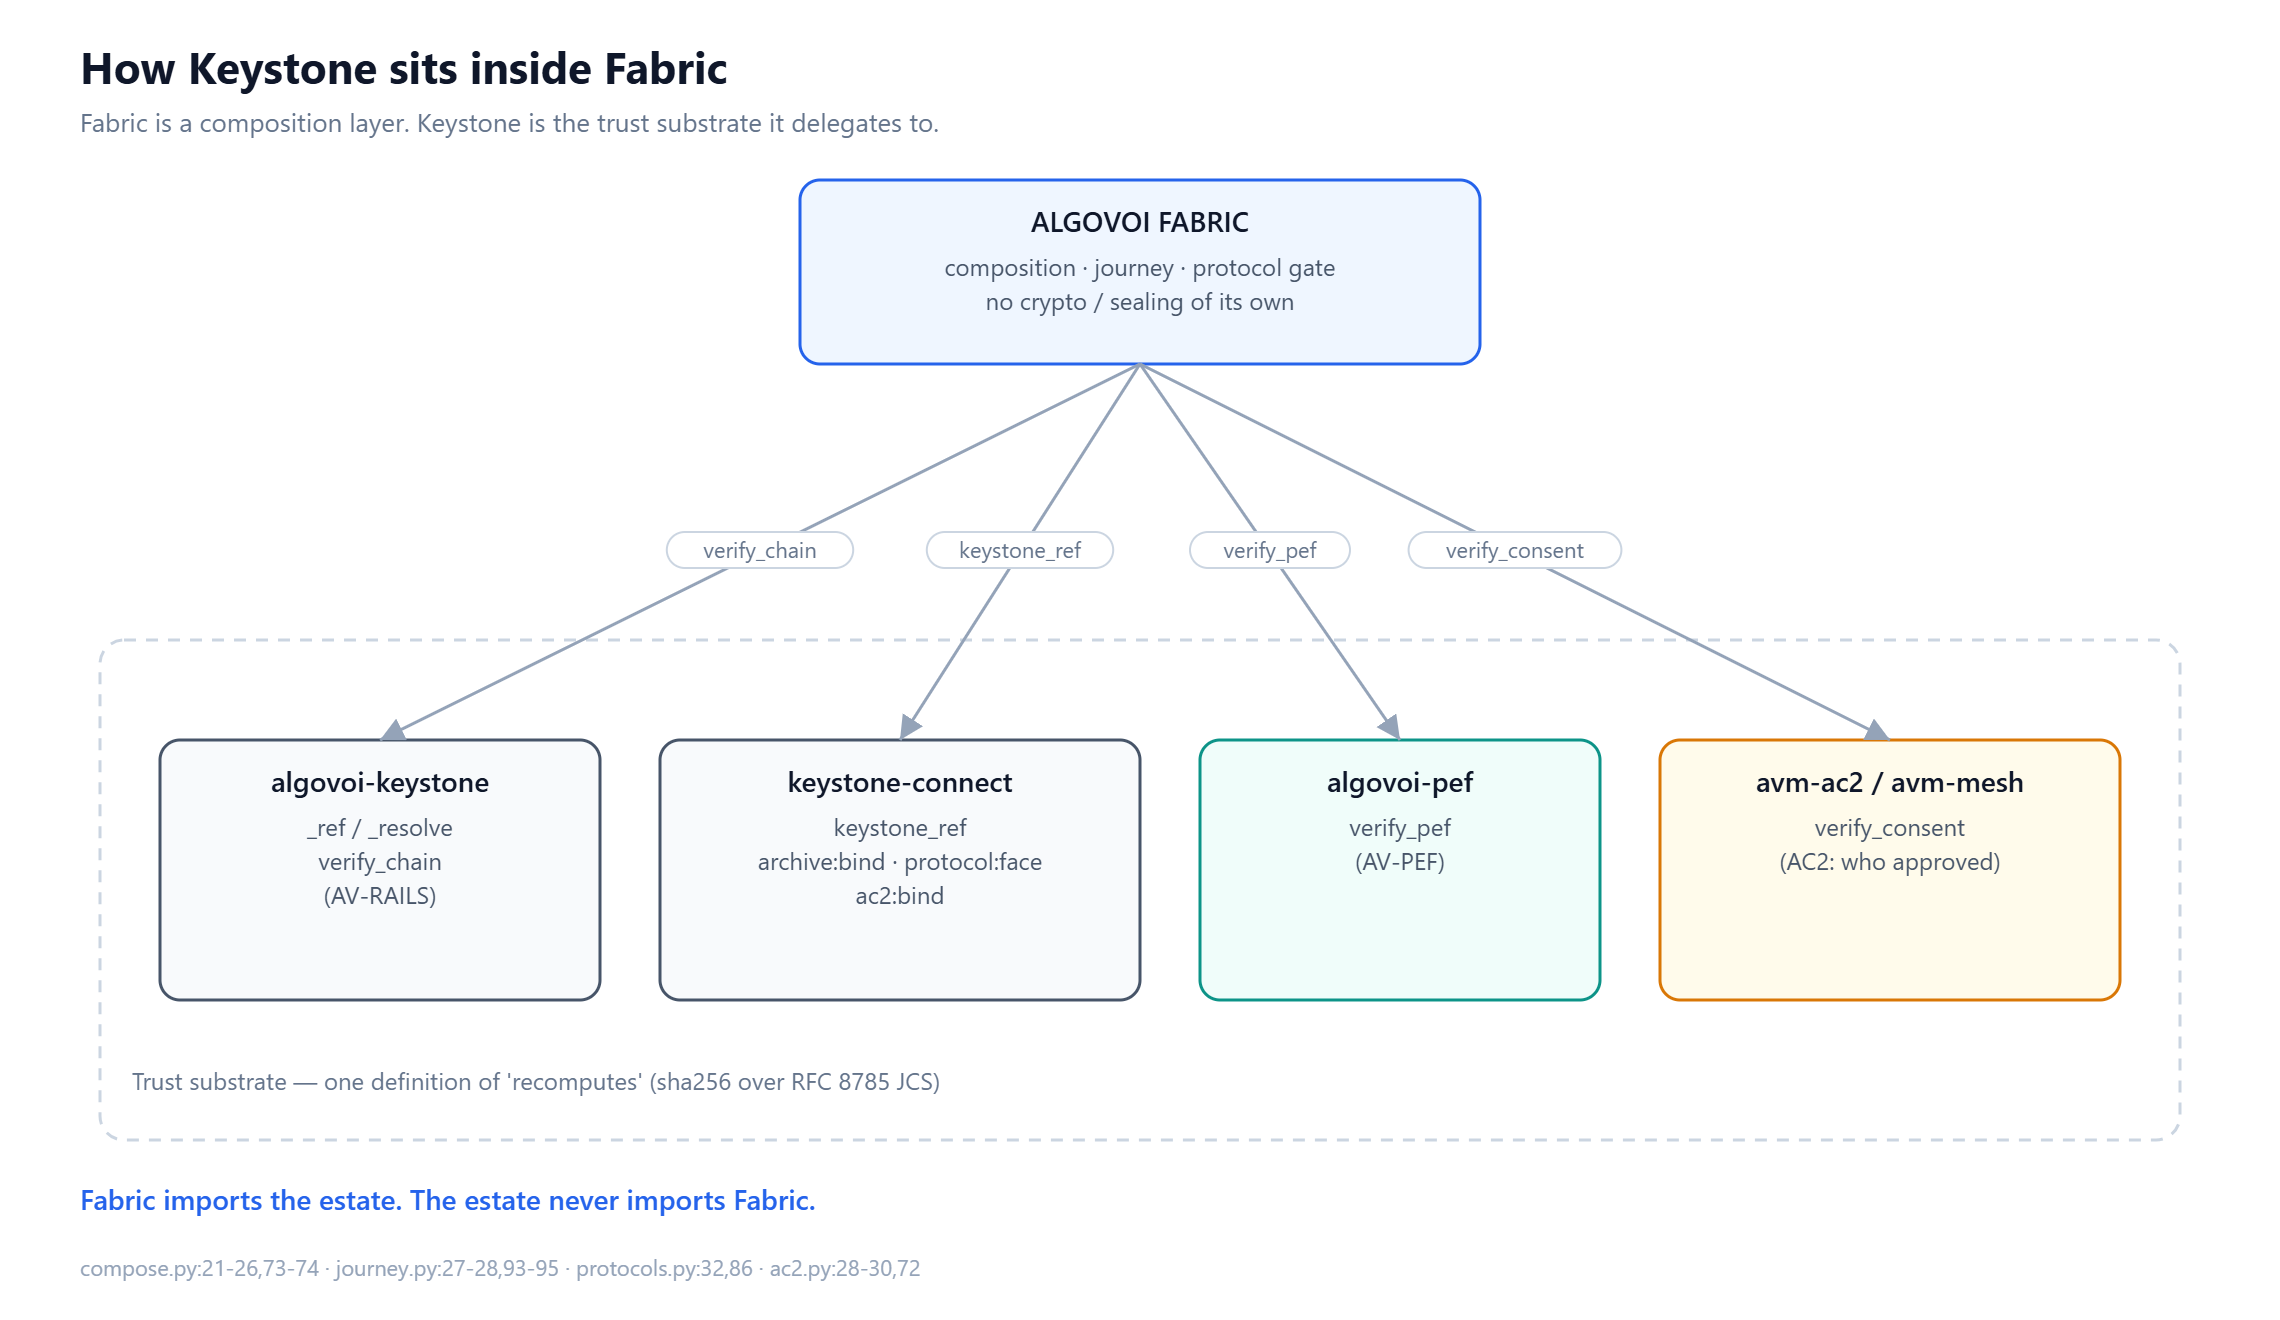 How Keystone sits inside Fabric
Fabric is a composition layer. Keystone is the trust substrate it delegates to.
ALGOVOI FABRIC
composition · journey · protocol gate
no crypto / sealing of its own
verify_chain
keystone_ref
verify_pef
verify_consent
algovoi-keystone
_ref / _resolve
verify_chain
(AV-RAILS)
keystone-connect
keystone_ref
archive:bind · protocol:face
ac2:bind
algovoi-pef
verify_pef
(AV-PEF)
avm-ac2 / avm-mesh
verify_consent
(AC2: who approved)
Trust substrate — one definition of 'recomputes' (sha256 over RFC 8785 JCS)
Fabric imports the estate. The estate never imports Fabric.
compose.py:21-26,73-74 · journey.py:27-28,93-95 · protocols.py:32,86 · ac2.py:28-30,72